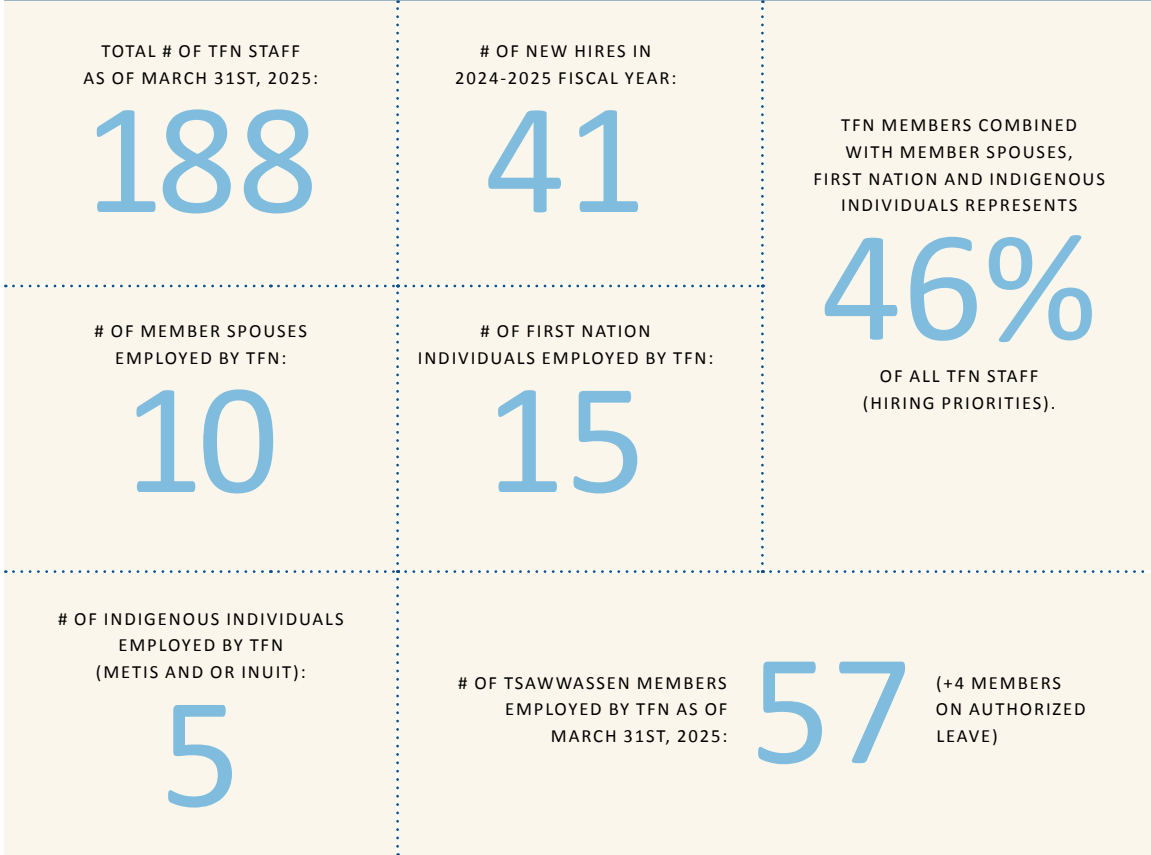 TOTAL # OF TFN STAFF
AS OF MARCH 31ST, 2025:
188
# OF NEW HIRES IN
2024-2025 FISCAL YEAR:
41
TFN MEMBERS COMBINED
WITH MEMBER SPOUSES,
FIRST NATION AND INDIGENOUS
INDIVIDUALS REPRESENTS
46%
OF ALL TFN STAFF
(HIRING PRIORITIES).
# OF MEMBER SPOUSES
EMPLOYED BY TFN:
10
# OF FIRST NATION
INDIVIDUALS EMPLOYED BY TFN:
15
# OF INDIGENOUS INDIVIDUALS
EMPLOYED BY TFN
(METIS AND OR INUIT):
5
# OF TSAWWASSEN MEMBERS
EMPLOYED BY TFN AS OF
MARCH 31ST, 2025:
57
(+4 MEMBERS
ON AUTHORIZED
LEAVE)